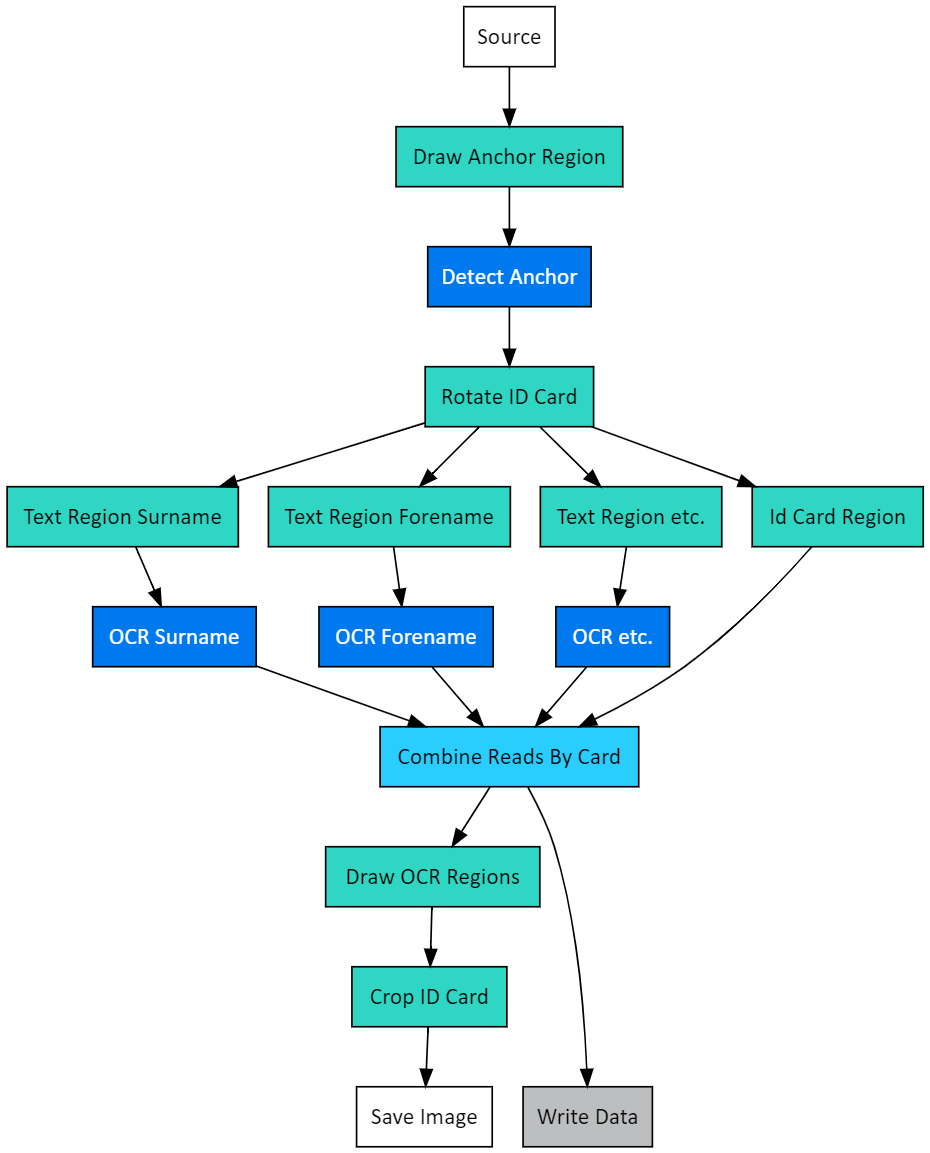 Source
Draw Anchor Region
Detect Anchor
Rotate ID Card
Text Region Surname
Text Region Forename
Text Region etc.
Id Card Region
OCR Surname
OCR Forename
OCR etc.
Combine Reads By Card
Draw OCR Regions
Crop ID Card
Save Image
Write Data